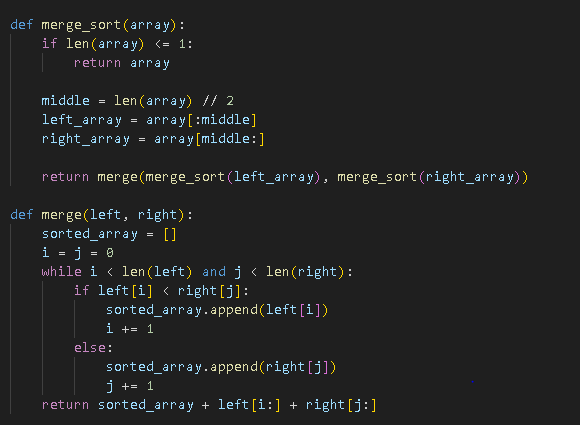 def merge_sort(array):
    if len(array) <= 1:
        return array
    middle = len(array) // 2
    left_array = array[:middle]
    right_array = array[middle:]
    return merge(merge_sort(left_array), merge_sort(right_array))
def merge(left, right):
    sorted_array = []
    i = j = 0
    while i < len(left) and j < len(right):
        if left[i] < right[j]:
            sorted_array.append(left[i])
            i += 1
        else:
            sorted_array.append(right[j])
            j += 1
    return sorted_array + left[i:] + right[j:]